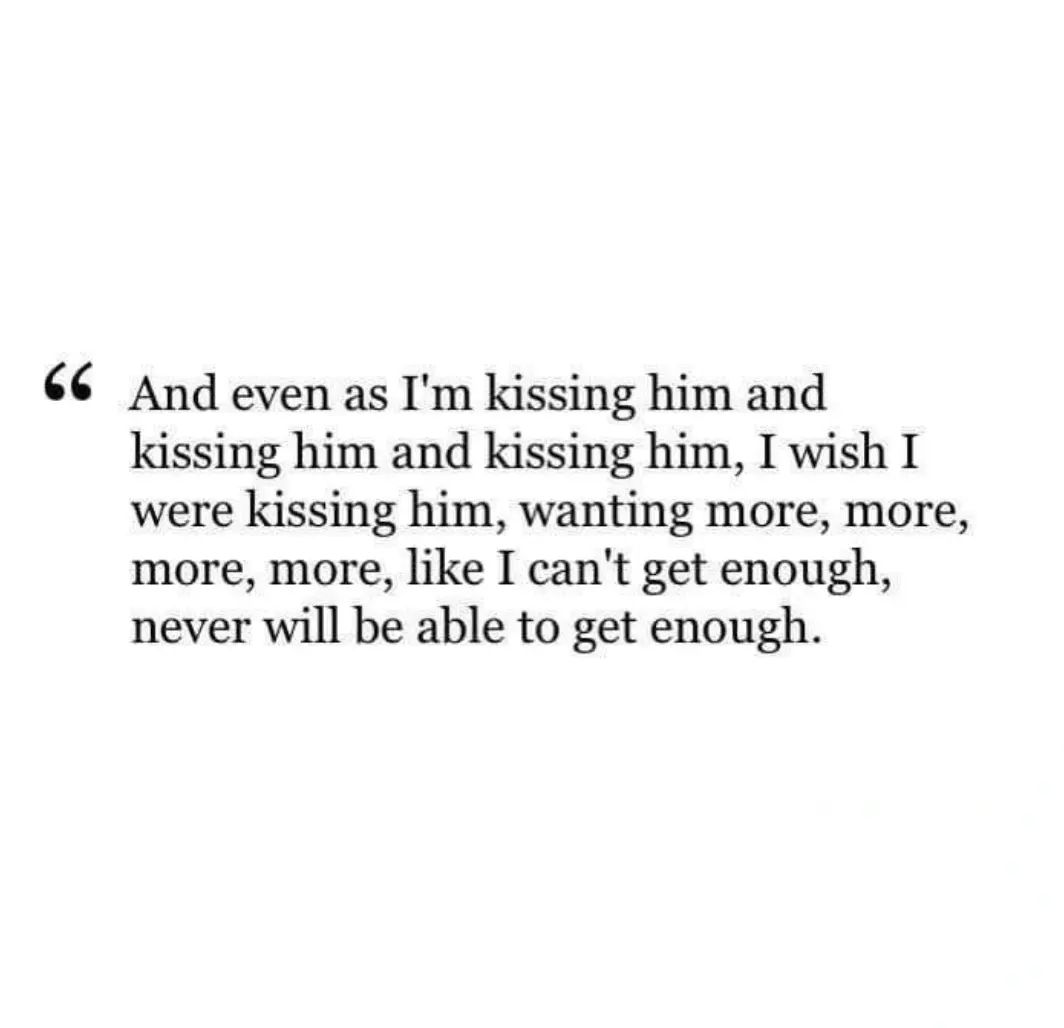 “ And even as I'm kissing him and
kissing him and kissing him, I wish I
were kissing him, wanting more, more,
more, more, like I can't get enough,
never will be able to get enough.